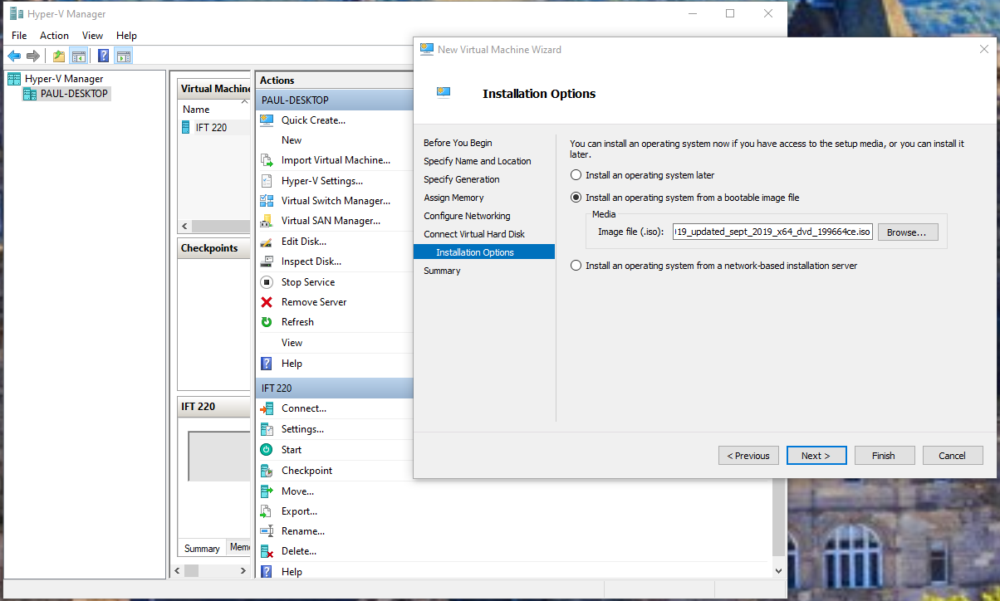 Hyper-V Manager
File Action View Help
Hyper-V Manager
PAUL-DESKTOP
Virtual Machine
Name
IFT 220
Checkpoints
IFT 220
Summary Memo
Actions
PAUL-DESKTOP
Quick Create...
New
Import Virtual Machine...
Hyper-V Settings...
Virtual Switch Manager...
Virtual SAN Manager...
Edit Disk...
Inspect Disk...
Stop Service
Remove Server
Refresh
View
Help
IFT 220
Connect...
Settings...
Start
Checkpoint
Move...
Export...
Rename...
Delete...
Help
New Virtual Machine Wizard
Installation Options
Before You Begin
Specify Name and Location
Specify Generation
Assign Memory
Configure Networking
Connect Virtual Hard Disk
Installation Options
Summary
You can install an operating system now if you have access to the setup media, or you can install it
later.
Install an operating system later
Install an operating system from a bootable image file
Media
Image file (.iso): 019_updated_sept_2019_x64_dvd_199664ce.iso Browse...
Install an operating system from a network-based installation server
< Previous Next > Finish Cancel